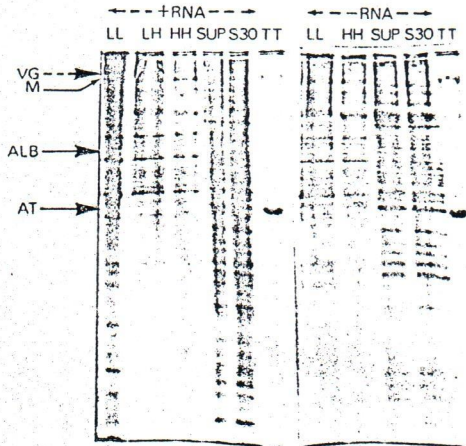 +RNA -RNA
LL LH HH SUP S30 TT LL HH SUP S30 TT
VG
M
ALB
AT